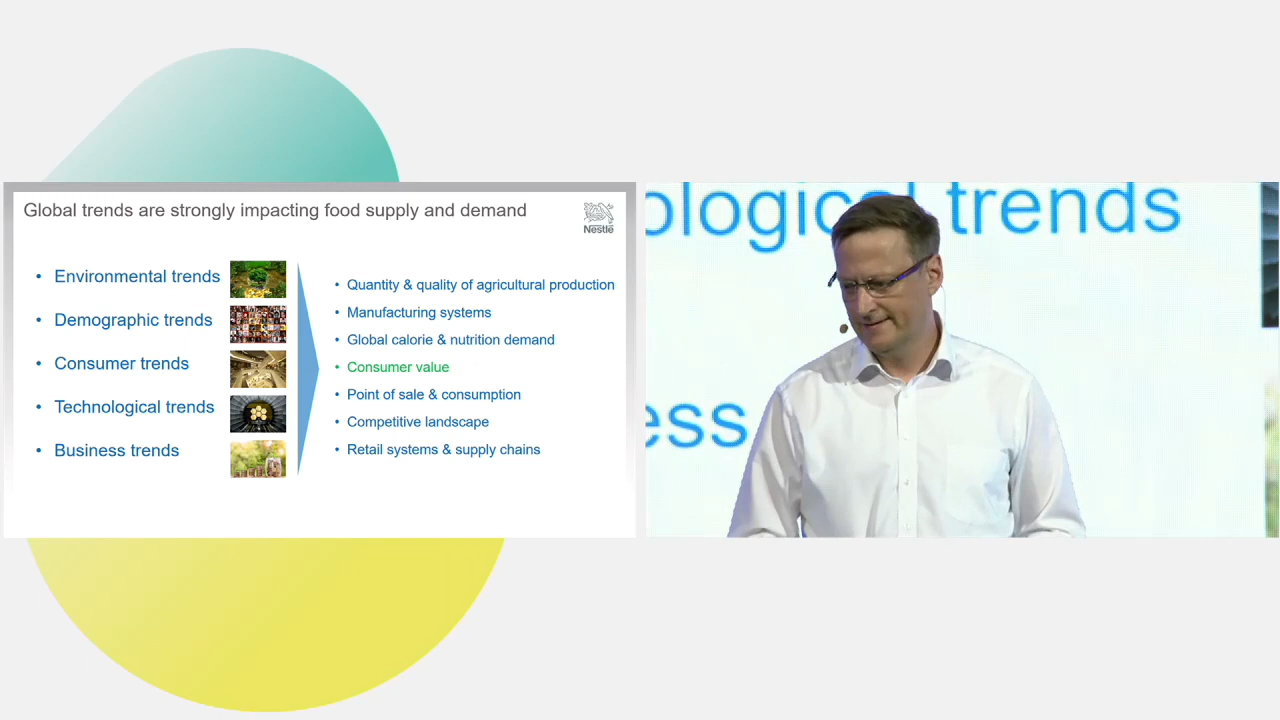 Global trends are strongly impacting food supply and demand
Nestlé
• Environmental trends
• Demographic trends
• Consumer trends
• Technological trends
• Business trends
• Quantity & quality of agricultural production
• Manufacturing systems
• Global calorie & nutrition demand
• Consumer value
• Point of sale & consumption
• Competitive landscape
• Retail systems & supply chains
ological trends
ess